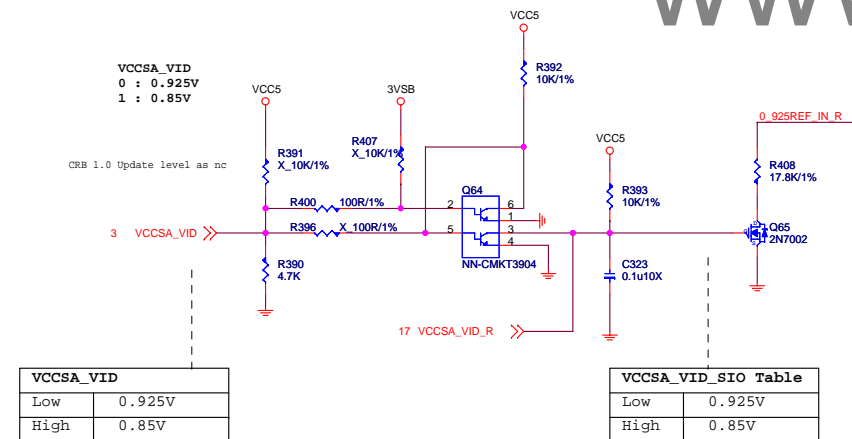 WWW
VCC5
VCCSA_VID
0 : 0.925V
1 : 0.85V
VCC5
3VSB
R392
10K/1%
0_925REF_IN_R
R407
X_10K/1%
VCC5
CRB 1.0 Update level as nc
R391
X_10K/1%
R408
17.8K/1%
R400 100R/1%
2
Q64
6
1
R393
10K/1%
3 VCCSA_VID
R396 X_100R/1%
5
3
4
Q65
2N7002
R390
4.7K
NN-CMKT3904
C323
0.1u10X
17 VCCSA_VID_R
VCCSA_VID
Low 0.925V
High 0.85V
VCCSA_VID_SIO Table
Low 0.925V
High 0.85V